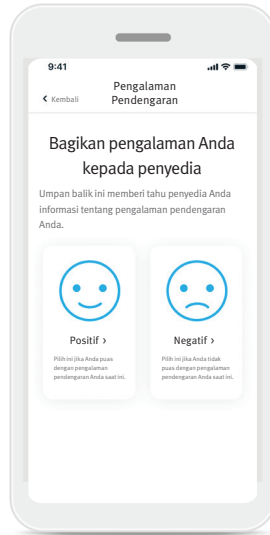 9:41
Kembali
Pengalaman
Pendengaran
Bagikan pengalaman Anda
kepada penyedia
Umpan balik ini memberi tahu penyedia Anda
informasi tentang pengalaman pendengaran
Anda.
Positif ›
Pilih ini jika Anda puas
dengan pengalaman
pendengaran Anda saat ini.
Negatif ›
Pilih ini jika Anda tidak
puas dengan pengalaman
pendengaran Anda saat ini.